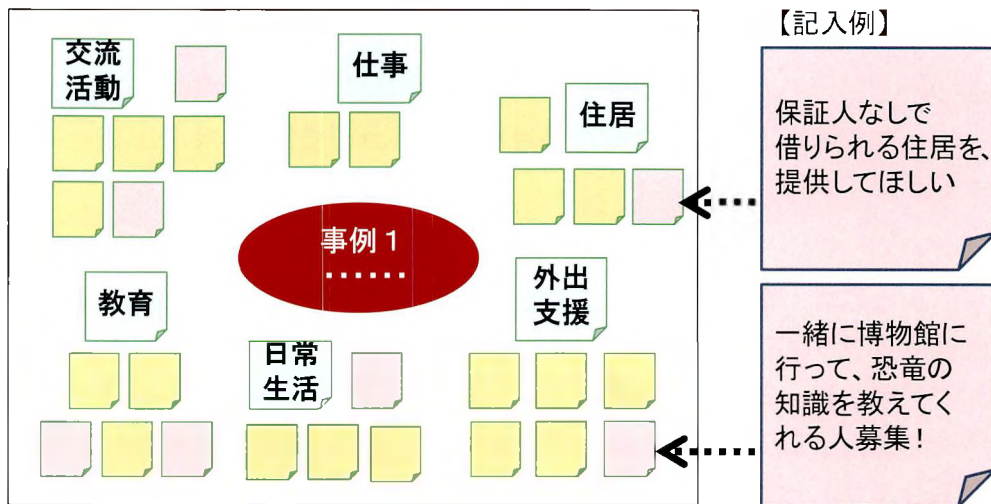 交流
活動
仕事
住居
事例1
……
教育
外出
支援
日常
生活
【記入例】
保証人なしで
借りられる住居を、
提供してほしい
一緒に博物館に
行って、恐竜の
知識を教えてく
れる人募集！